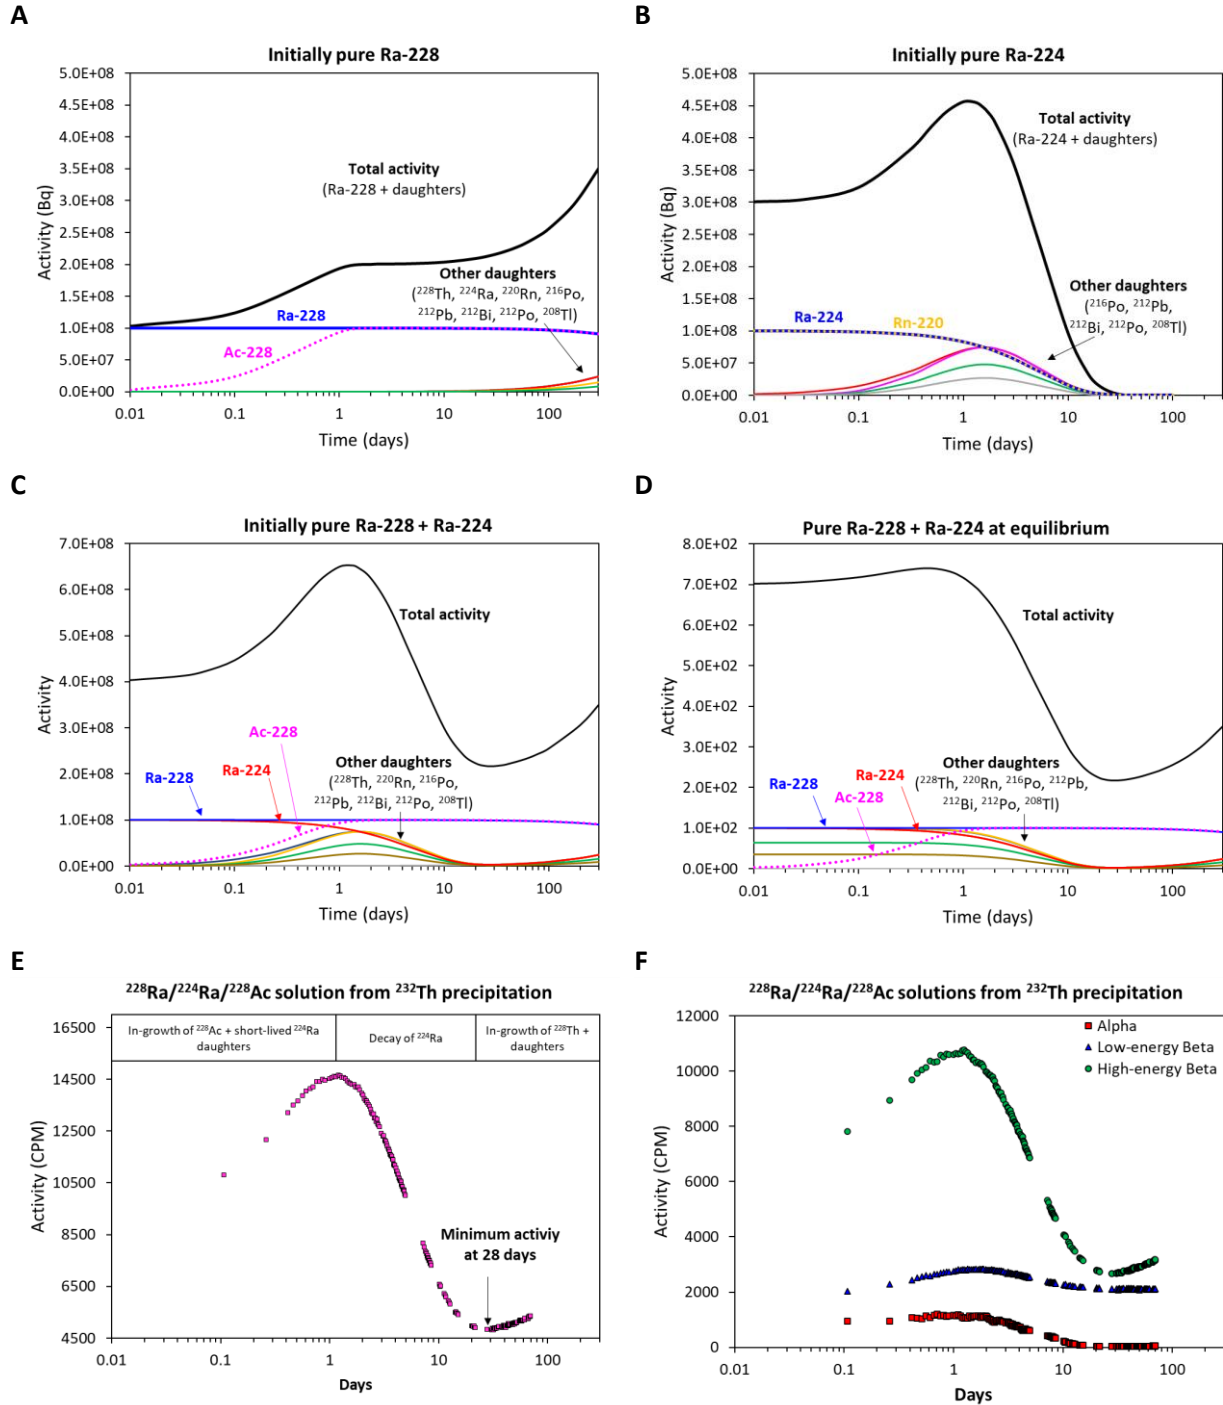 A
Initially pure Ra-228
5.0E+08
4.5E+08
4.0E+08
3.5E+08
3.0E+08
2.5E+08
2.0E+08
1.5E+08
1.0E+08
5.0E+07
0.0E+00
Activity (Bq)
Total activity
(Ra-228 + daughters)
Other daughters
(²²⁸Th, ²²⁴Ra, ²²⁰Rn, ²¹⁶Po,
²¹²Pb, ²¹²Bi, ²¹²Po, ²⁰⁸Tl)
Ra-228
Ac-228
0.01 0.1 1 10 100
Time (days)
B
Initially pure Ra-224
5.0E+08
4.5E+08
4.0E+08
3.5E+08
3.0E+08
2.5E+08
2.0E+08
1.5E+08
1.0E+08
5.0E+07
0.0E+00
Activity (Bq)
Total activity
(Ra-224 + daughters)
Other daughters
(²¹⁶Po, ²¹²Pb,
²¹²Bi, ²¹²Po, ²⁰⁸Tl)
Ra-224
Rn-220
0.01 0.1 1 10 100
Time (days)
C
Initially pure Ra-228 + Ra-224
7.0E+08
6.0E+08
5.0E+08
4.0E+08
3.0E+08
2.0E+08
1.0E+08
0.0E+00
Activity
Total activity
Ac-228
Ra-228
Ra-224
Other daughters
(²²⁸Th, ²²⁰Rn, ²¹⁶Po,
²¹²Pb, ²¹²Bi, ²¹²Po, ²⁰⁸Tl)
0.01 0.1 1 10 100
Time (days)
D
Pure Ra-228 + Ra-224 at equilibrium
8.0E+02
7.0E+02
6.0E+02
5.0E+02
4.0E+02
3.0E+02
2.0E+02
1.0E+02
0.0E+00
Activity
Total activity
Ra-228
Ra-224
Ac-228
Other daughters
(²²⁸Th, ²²⁰Rn, ²¹⁶Po, ²¹²Pb,
²¹²Bi, ²¹²Po, ²⁰⁸Tl)
0.01 0.1 1 10 100
Time (days)
E
²²⁸Ra/²²⁴Ra/²²⁸Ac solution from ²³²Th precipitation
In-growth of ²²⁸Ac + short-lived ²²⁴Ra
daughters
Decay of ²²⁴Ra
In-growth of ²²⁸Th +
daughters
16500
14500
12500
10500
8500
6500
4500
Activity (CPM)
Minimum activiy
at 28 days
0.01 0.1 1 10 100
Days
F
²²⁸Ra/²²⁴Ra/²²⁸Ac solutions from ²³²Th precipitation
12000
10000
8000
6000
4000
2000
0
Activity (CPM)
Alpha
Low-energy Beta
High-energy Beta
0.01 0.1 1 10 100
Days